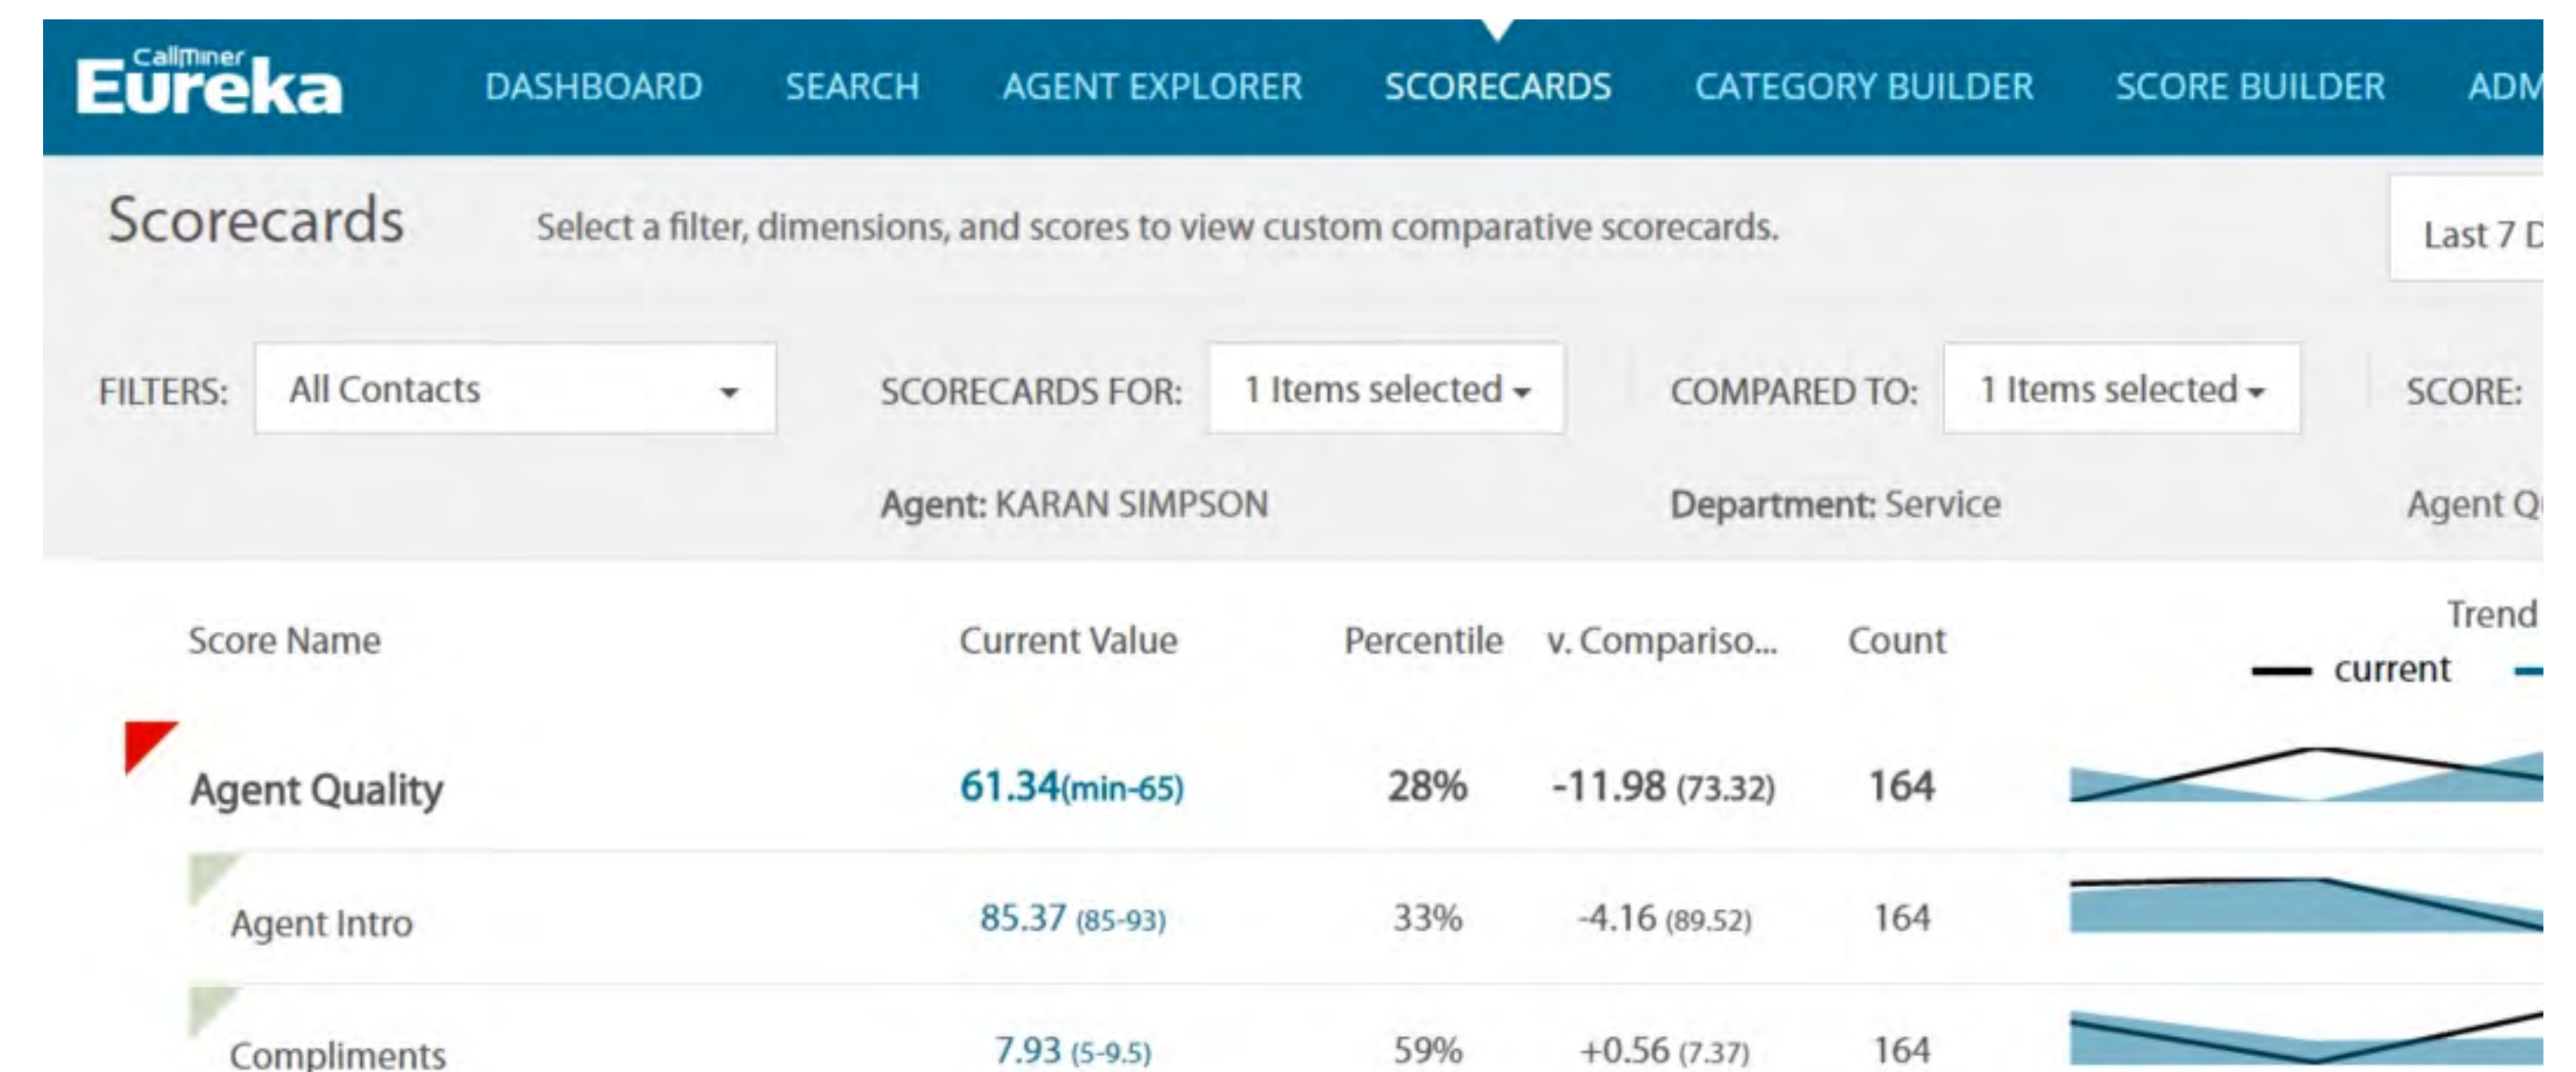 CallMiner
Eureka DASHBOARD SEARCH AGENT EXPLORER SCORECARDS CATEGORY BUILDER SCORE BUILDER ADM
Scorecards Select a filter, dimensions, and scores to view custom comparative scorecards. Last 7 D
FILTERS: All Contacts SCORECARDS FOR: 1 Items selected COMPARED TO: 1 Items selected SCORE:
Agent: KARAN SIMPSON Department: Service Agent Q
Score Name Current Value Percentile v. Compariso... Count Trend
current
Agent Quality 61.34(min-65) 28% -11.98 (73.32) 164
Agent Intro 85.37 (85-93) 33% -4.16 (89.52) 164
Compliments 7.93 (5-9.5) 59% +0.56 (7.37) 164